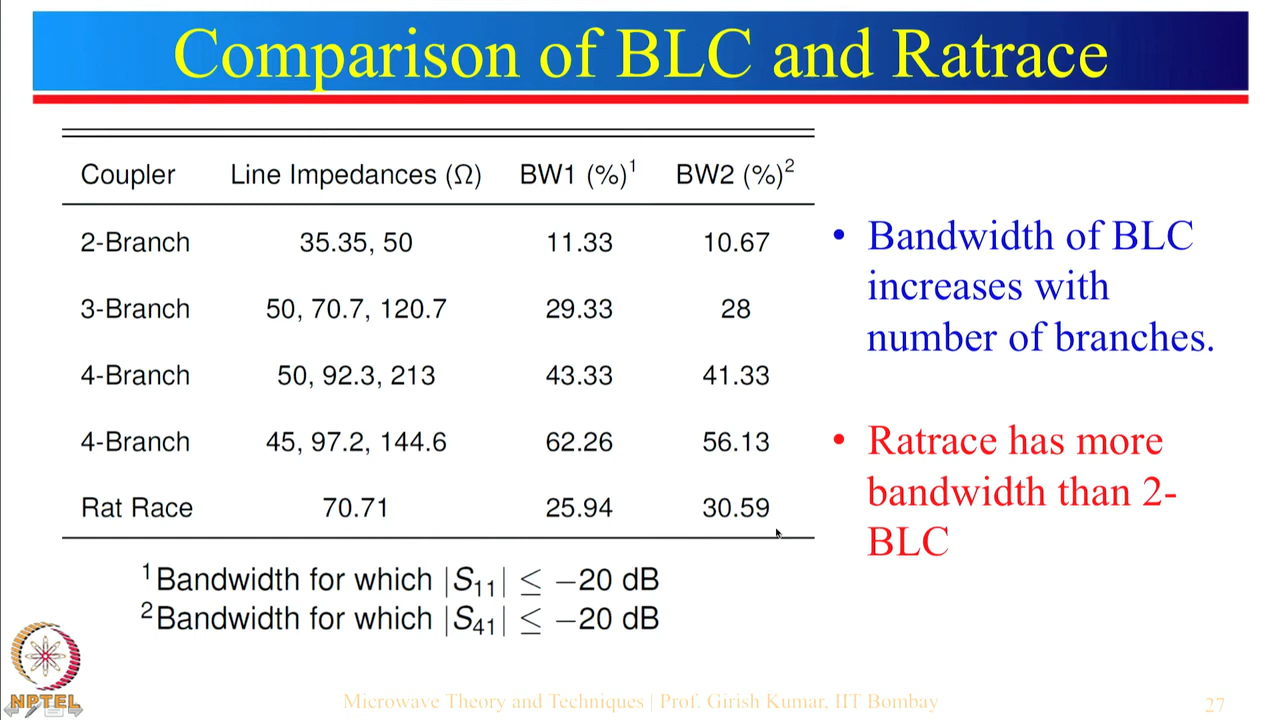 Comparison of BLC and Ratrace
Coupler Line Impedances (Ω) BW1 (%)¹ BW2 (%)²
2-Branch 35.35, 50 11.33 10.67
3-Branch 50, 70.7, 120.7 29.33 28
4-Branch 50, 92.3, 213 43.33 41.33
4-Branch 45, 97.2, 144.6 62.26 56.13
Rat Race 70.71 25.94 30.59
¹Bandwidth for which |S₁₁| ≤ −20 dB
²Bandwidth for which |S₄₁| ≤ −20 dB
• Bandwidth of BLC
increases with
number of branches.
• Ratrace has more
bandwidth than 2-
BLC
NPTEL
Microwave Theory and Techniques | Prof. Girish Kumar, IIT Bombay
27